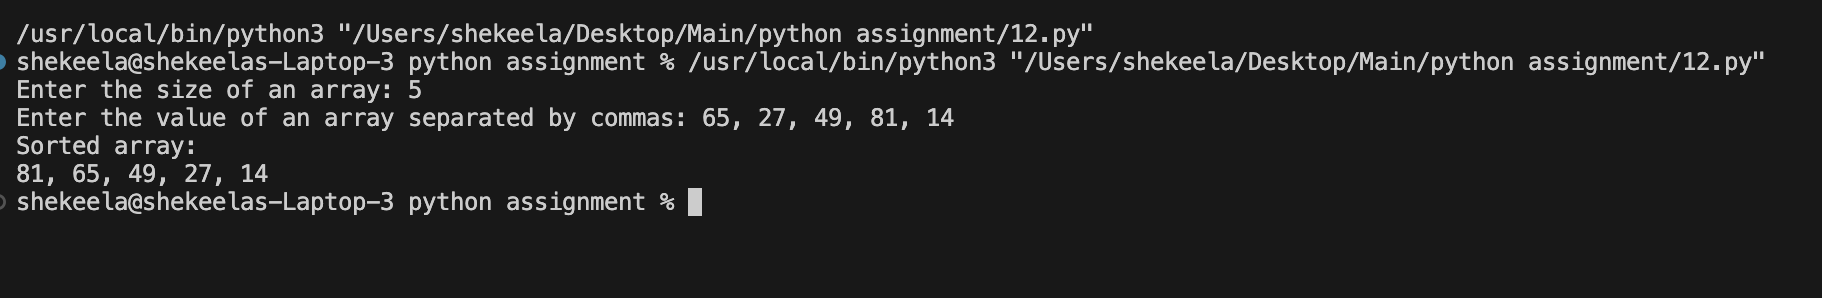 /usr/local/bin/python3 "/Users/shekeela/Desktop/Main/python assignment/12.py"
shekeela@shekeelas-Laptop-3 python assignment % /usr/local/bin/python3 "/Users/shekeela/Desktop/Main/python assignment/12.py"
Enter the size of an array: 5
Enter the value of an array separated by commas: 65, 27, 49, 81, 14
Sorted array:
81, 65, 49, 27, 14
shekeela@shekeelas-Laptop-3 python assignment %